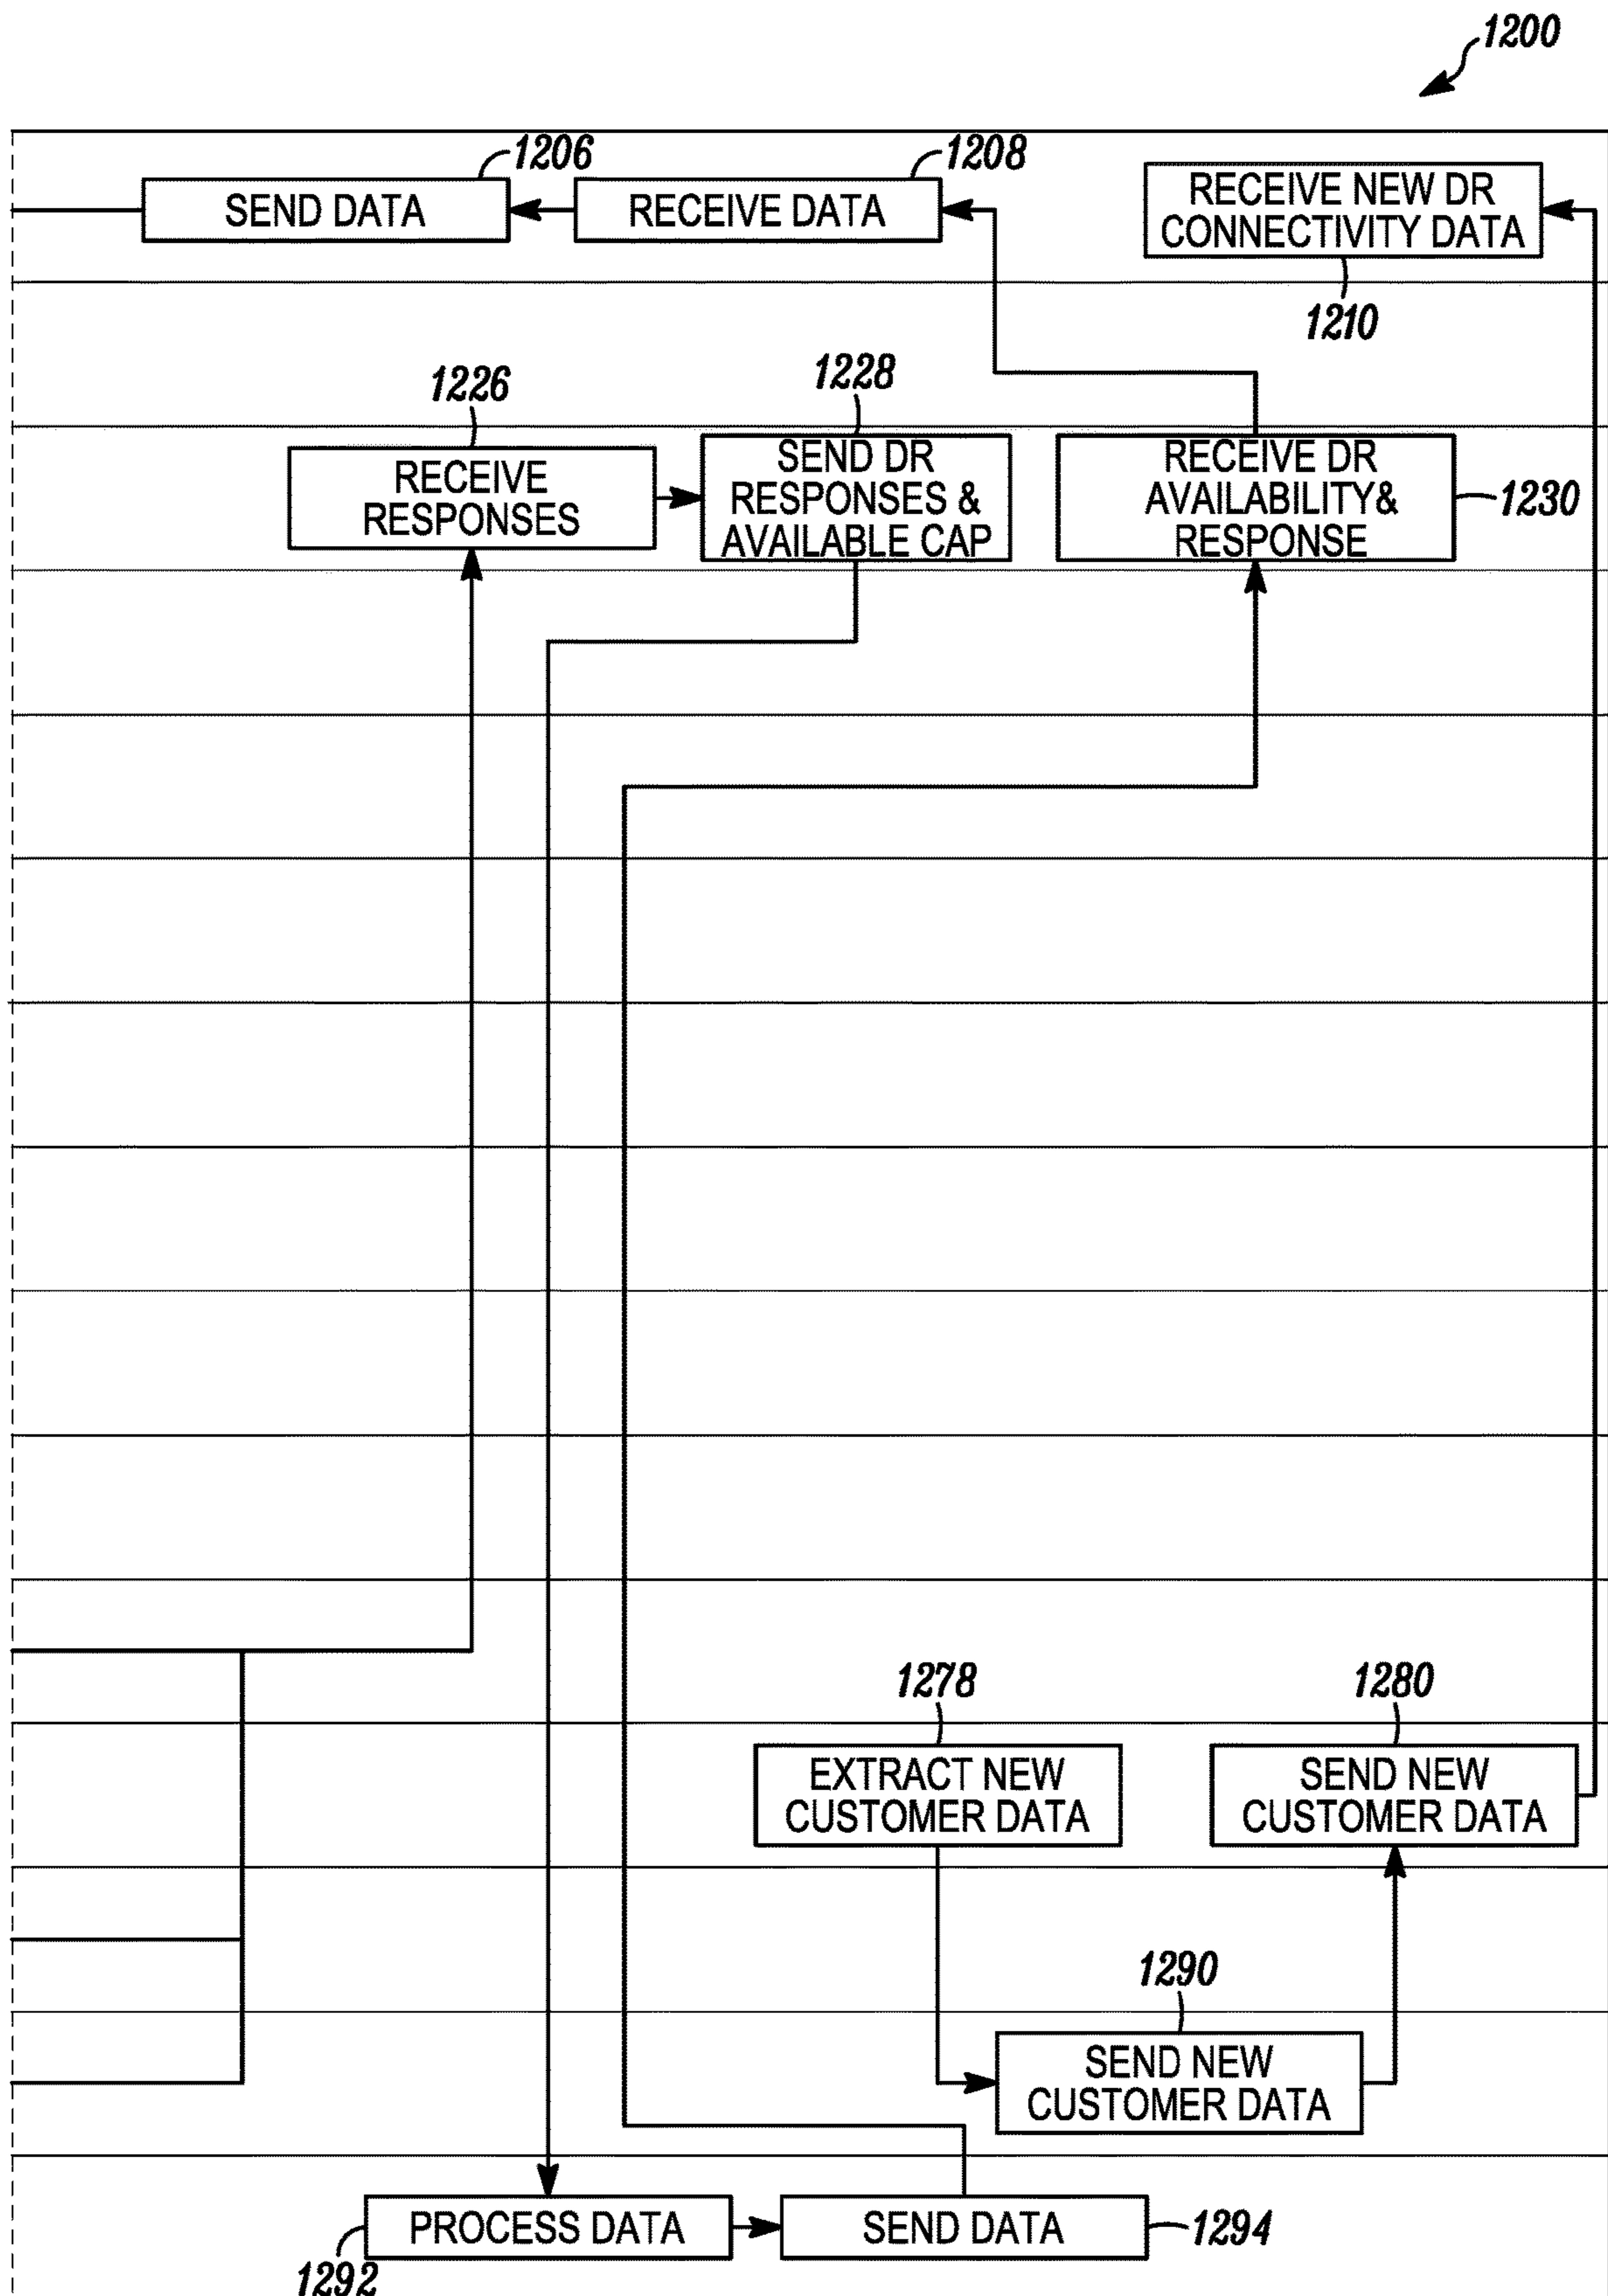 1200
1206
1208
SEND DATA
RECEIVE DATA
RECEIVE NEW DR
CONNECTIVITY DATA
1210
1226
1228
RECEIVE
RESPONSES
SEND DR
RESPONSES &
AVAILABLE CAP
RECEIVE DR
AVAILABILITY&
RESPONSE
1230
1278
1280
EXTRACT NEW
CUSTOMER DATA
SEND NEW
CUSTOMER DATA
1290
SEND NEW
CUSTOMER DATA
PROCESS DATA
SEND DATA
1294
1292